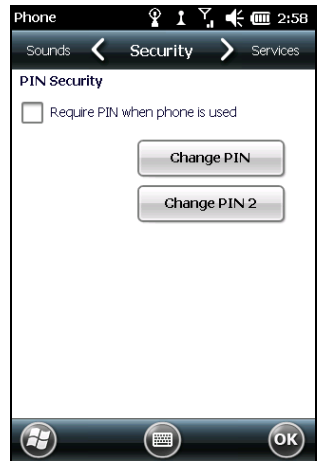 Phone 2:58
Sounds Security Services
PIN Security
Require PIN when phone is used
Change PIN
Change PIN 2
OK